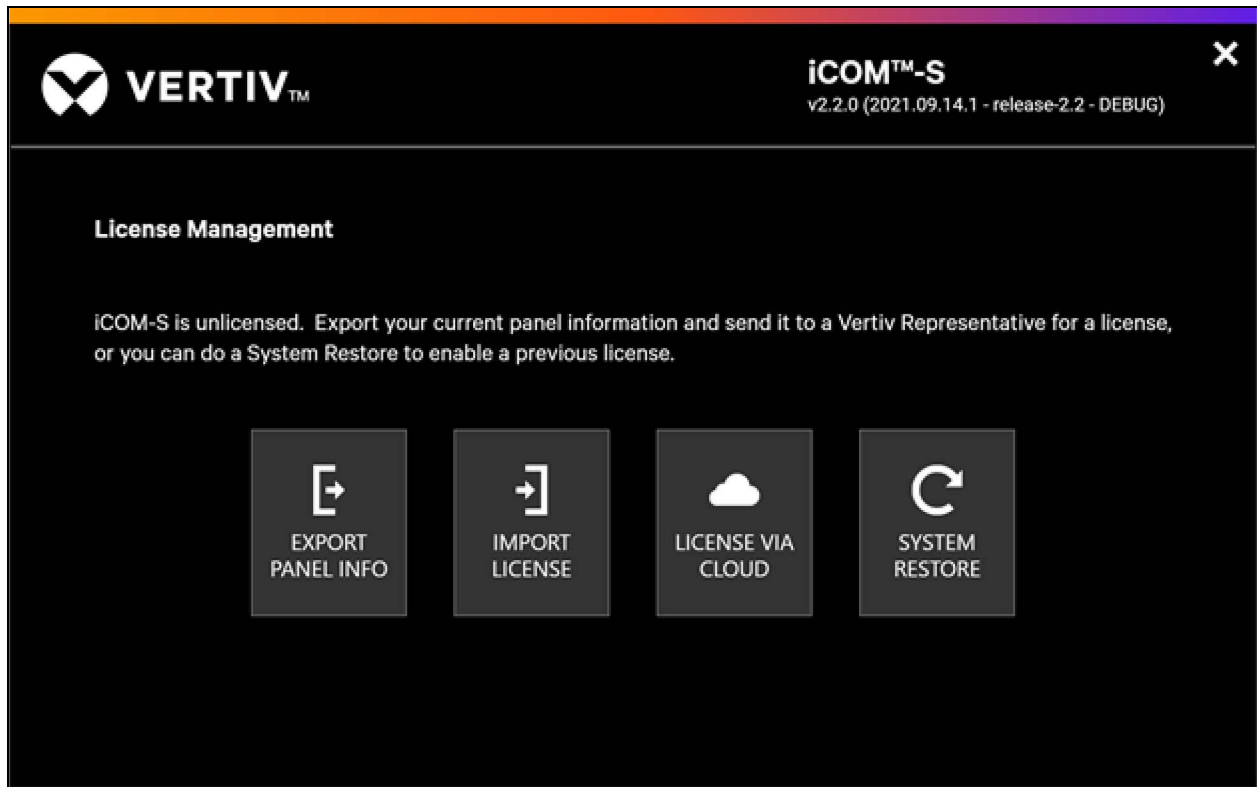 VERTIV™
iCOM™-S
v2.2.0 (2021.09.14.1 - release-2.2 - DEBUG)
License Management
iCOM-S is unlicensed.  Export your current panel information and send it to a Vertiv Representative for a license,
or you can do a System Restore to enable a previous license.
EXPORT
PANEL INFO
IMPORT
LICENSE
LICENSE VIA
CLOUD
SYSTEM
RESTORE